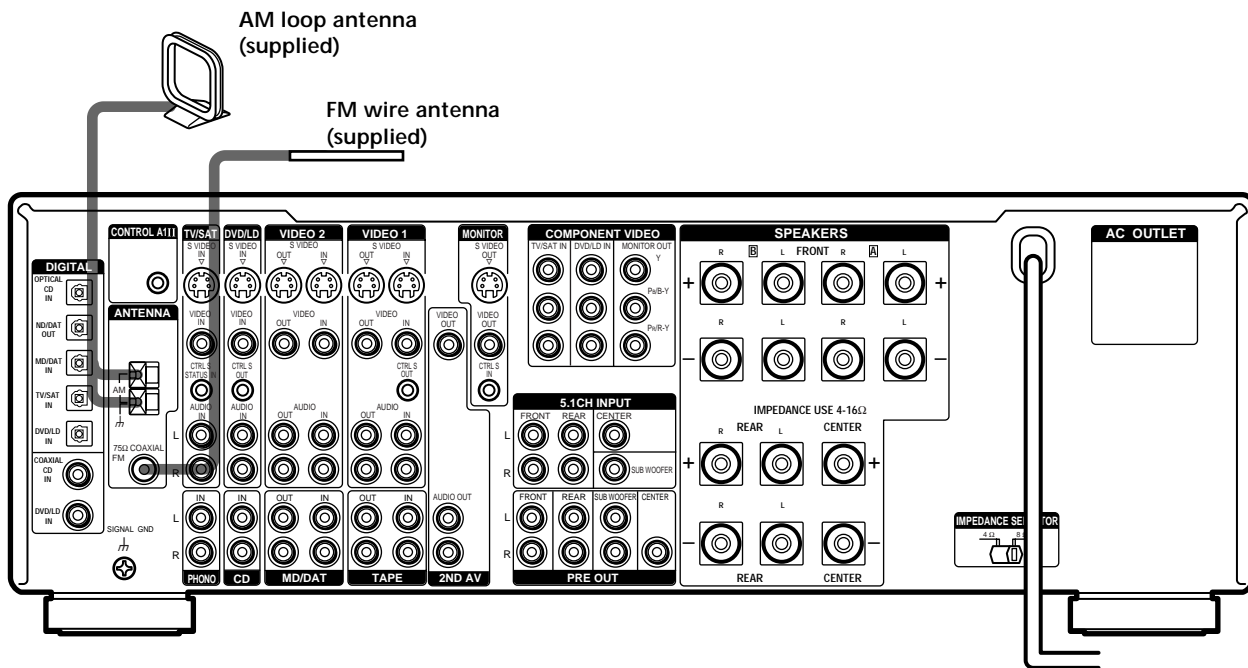 AM loop antenna
(supplied)
FM wire antenna
(supplied)
DIGITAL
OPTICAL
CD
IN
ND/DAT
OUT
MD/DAT
IN
TV/SAT
IN
DVD/LD
IN
COAXIAL
CD
IN
DVD/LD
IN
CONTROL A1II
ANTENNA
AM
75Ω COAXIAL
FM
SIGNAL GND
TV/SAT
S VIDEO
IN
VIDEO
IN
CTRL S
STATUS IN
AUDIO
IN
L
R
IN
L
R
PHONO
DVD/LD
S VIDEO
IN
VIDEO
IN
CTRL S
OUT
AUDIO
IN
IN
CD
VIDEO 2
S VIDEO
OUT IN
VIDEO
OUT IN
AUDIO
OUT IN
OUT IN
MD/DAT
VIDEO 1
S VIDEO
OUT IN
VIDEO
OUT IN
CTRL S
OUT
AUDIO
OUT IN
OUT IN
TAPE
VIDEO
OUT
AUDIO OUT
2ND AV
MONITOR
S VIDEO
OUT
VIDEO
OUT
CTRL S
IN
COMPONENT VIDEO
TV/SAT IN DVD/LD IN MONITOR OUT
Y
PB/B-Y
PR/R-Y
5.1CH INPUT
FRONT REAR CENTER
L
R
SUB WOOFER
FRONT REAR SUB WOOFER CENTER
L
R
PRE OUT
SPEAKERS
R B L FRONT R A L
+ +
R L R L
– –
IMPEDANCE USE 4-16Ω
R REAR L CENTER
+ +
R L
– –
REAR CENTER
IMPEDANCE SELECTOR
4Ω 8Ω
AC OUTLET